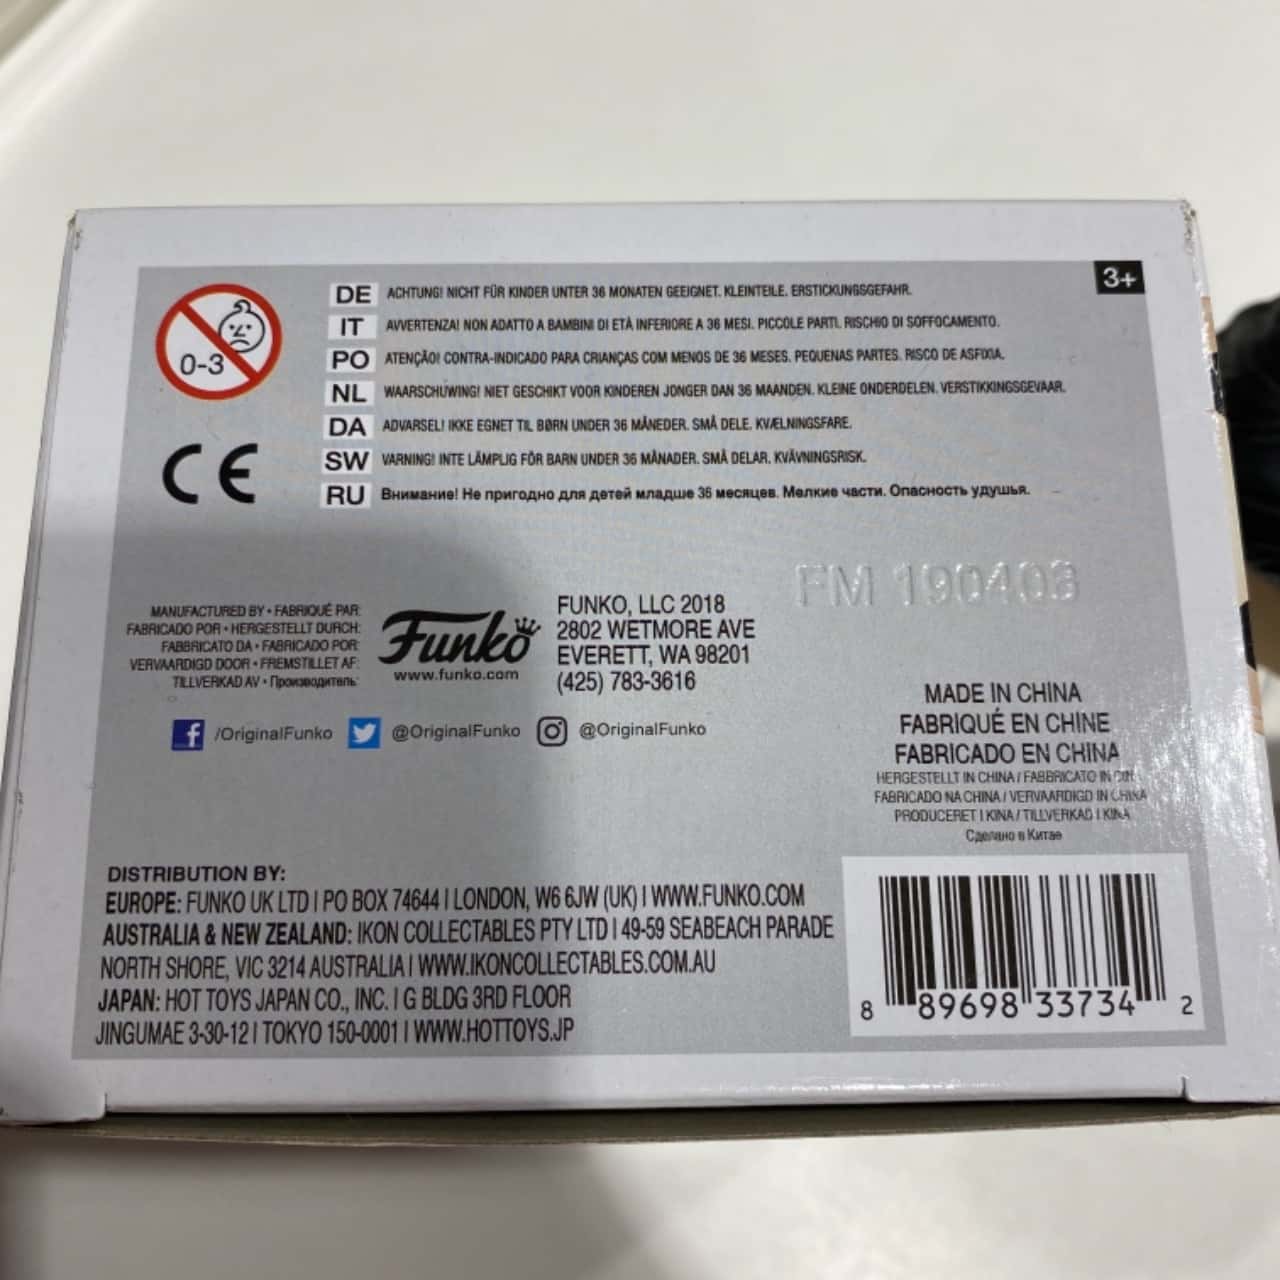 3+
0-3
DE ACHTUNG! NICHT FÜR KINDER UNTER 36 MONATEN GEEIGNET. KLEINTEILE. ERSTICKUNGSGEFAHR.
IT AVVERTENZA! NON ADATTO A BAMBINI DI ETÀ INFERIORE A 36 MESI. PICCOLE PARTI. RISCHIO DI SOFFOCAMENTO.
PO ATENÇÃO! CONTRA-INDICADO PARA CRIANÇAS COM MENOS DE 36 MESES. PEQUENAS PARTES. RISCO DE ASFIXIA.
NL WAARSCHUWING! NIET GESCHIKT VOOR KINDEREN JONGER DAN 36 MAANDEN. KLEINE ONDERDELEN. VERSTIKKINGSGEVAAR.
DA ADVARSEL! IKKE EGNET TIL BØRN UNDER 36 MÅNEDER. SMÅ DELE. KVÆLNINGSFARE.
SW VARNING! INTE LÄMPLIG FÖR BARN UNDER 36 MÅNADER. SMÅ DELAR. KVÄVNINGSRISK.
RU Внимание! Не пригодно для детей младше 36 месяцев. Мелкие части. Опасность удушья.
CE
FM 190403
MANUFACTURED BY • FABRIQUÉ PAR:
FABRICADO POR • HERGESTELLT DURCH:
FABBRICATO DA • FABRICADO POR:
VERVAARDIGD DOOR • FREMSTILLET AF:
TILLVERKAD AV • Производитель:
Funko
www.funko.com
FUNKO, LLC 2018
2802 WETMORE AVE
EVERETT, WA 98201
(425) 783-3616
/OriginalFunko @OriginalFunko @OriginalFunko
MADE IN CHINA
FABRIQUÉ EN CHINE
FABRICADO EN CHINA
HERGESTELLT IN CHINA / FABBRICATO IN
FABRICADO NA CHINA / VERVAARDIGD IN CHINA
PRODUCERET I KINA / TILLVERKAD I KINA
Сделано в Китае
DISTRIBUTION BY:
EUROPE: FUNKO UK LTD | PO BOX 74644 | LONDON, W6 6JW (UK) | WWW.FUNKO.COM
AUSTRALIA & NEW ZEALAND: IKON COLLECTABLES PTY LTD | 49-59 SEABEACH PARADE
NORTH SHORE, VIC 3214 AUSTRALIA | WWW.IKONCOLLECTABLES.COM.AU
JAPAN: HOT TOYS JAPAN CO., INC. | G BLDG 3RD FLOOR
JINGUMAE 3-30-12 | TOKYO 150-0001 | WWW.HOTTOYS.JP
8 89698 33734 2